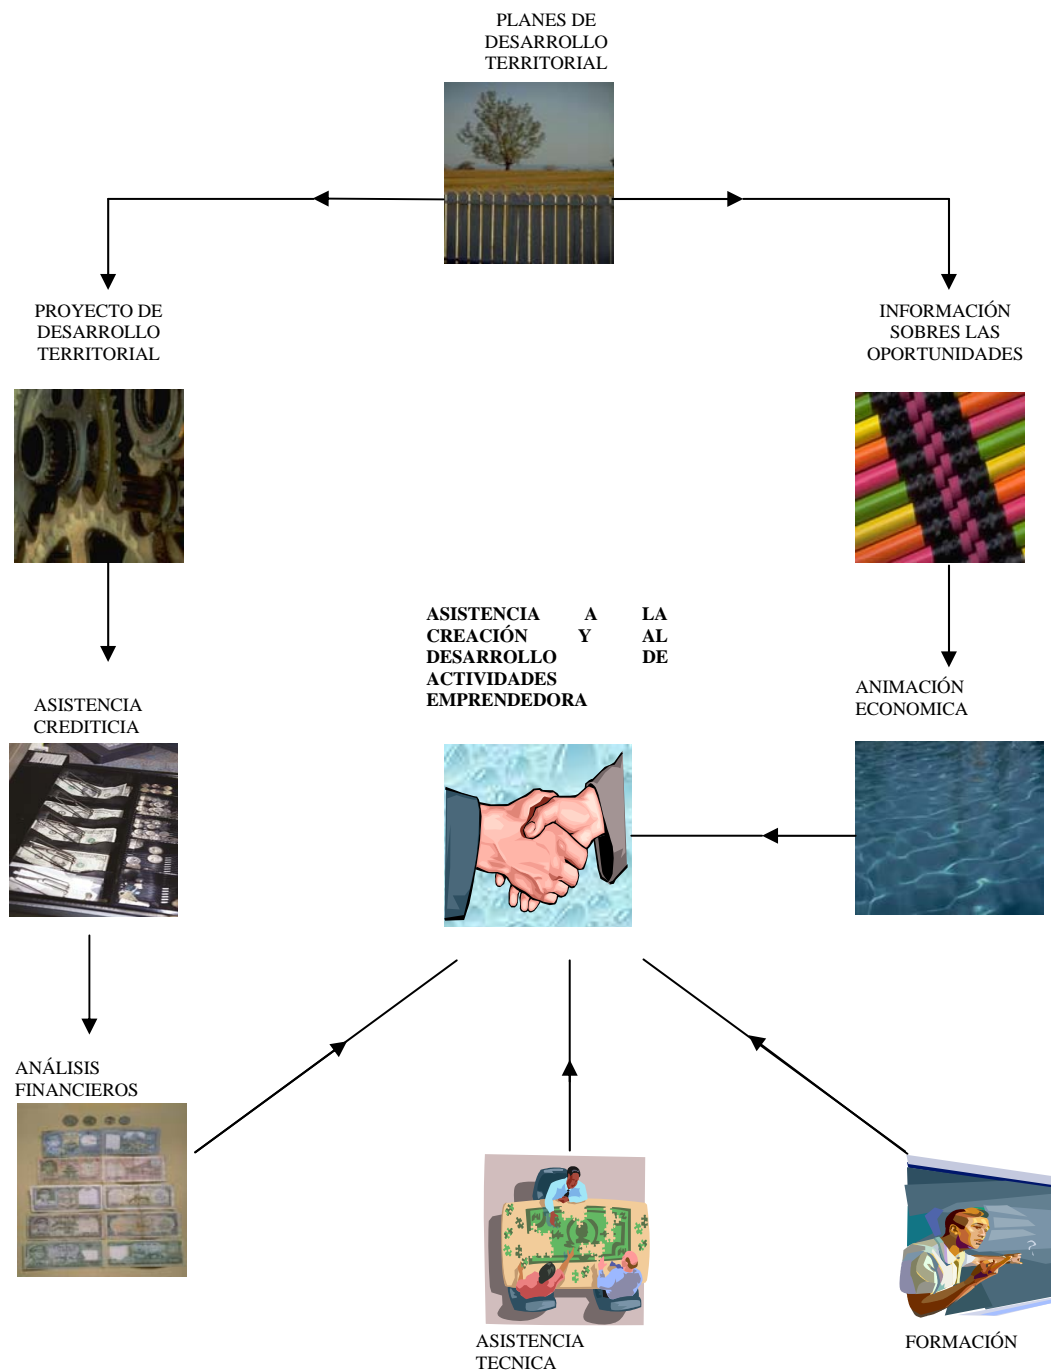 PLANES DE
DESARROLLO
TERRITORIAL
PROYECTO DE
DESARROLLO
TERRITORIAL
INFORMACIÓN
SOBRES LAS
OPORTUNIDADES
ASISTENCIA A LA
CREACIÓN Y AL
DESARROLLO DE
ACTIVIDADES
EMPRENDEDORA
ASISTENCIA
CREDITICIA
ANIMACIÓN
ECONOMICA
ANÁLISIS
FINANCIEROS
?
ASISTENCIA
TECNICA
FORMACIÓN